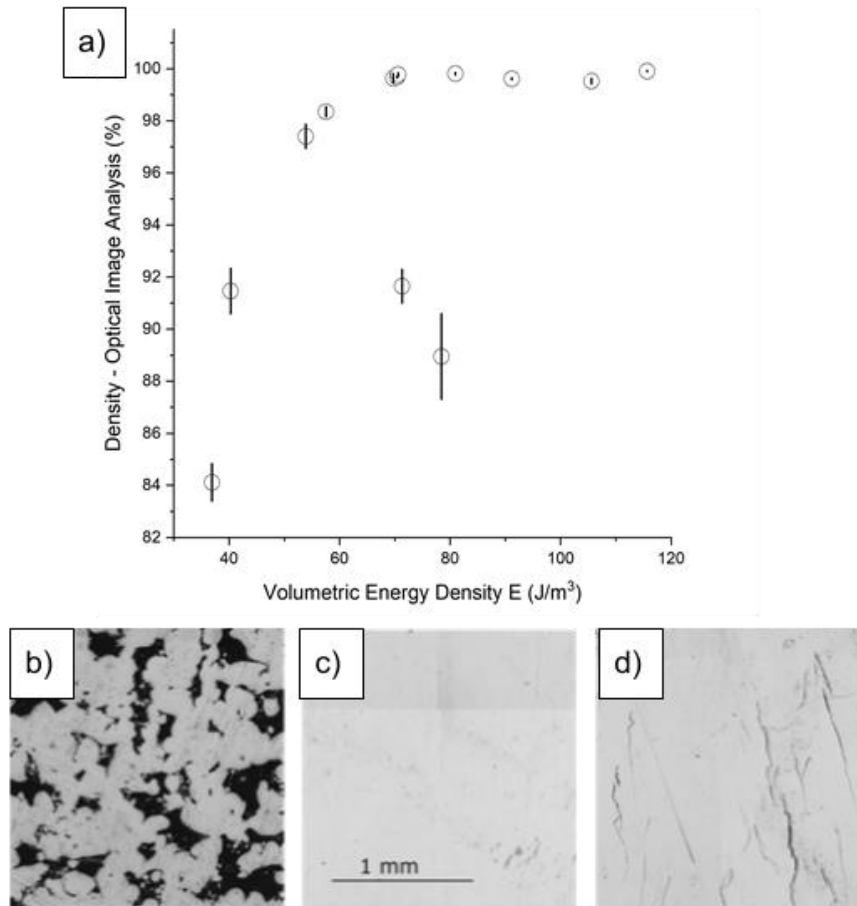 a)
100
98
96
94
92
90
88
86
84
82
Density - Optical Image Analysis (%)
40 60 80 100 120
Volumetric Energy Density E (J/m³)
b) c) d)
1 mm